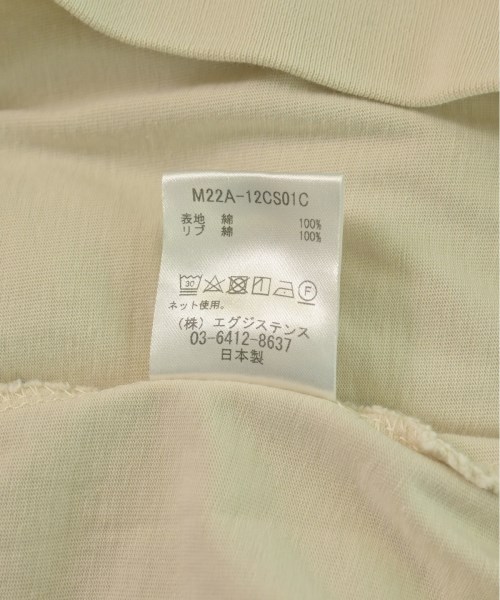 M22A-12CS01C
表地 綿 100%
リブ 綿 100%
30 F
ネット使用。
(株)エグジステンス
03-6412-8637
日本製